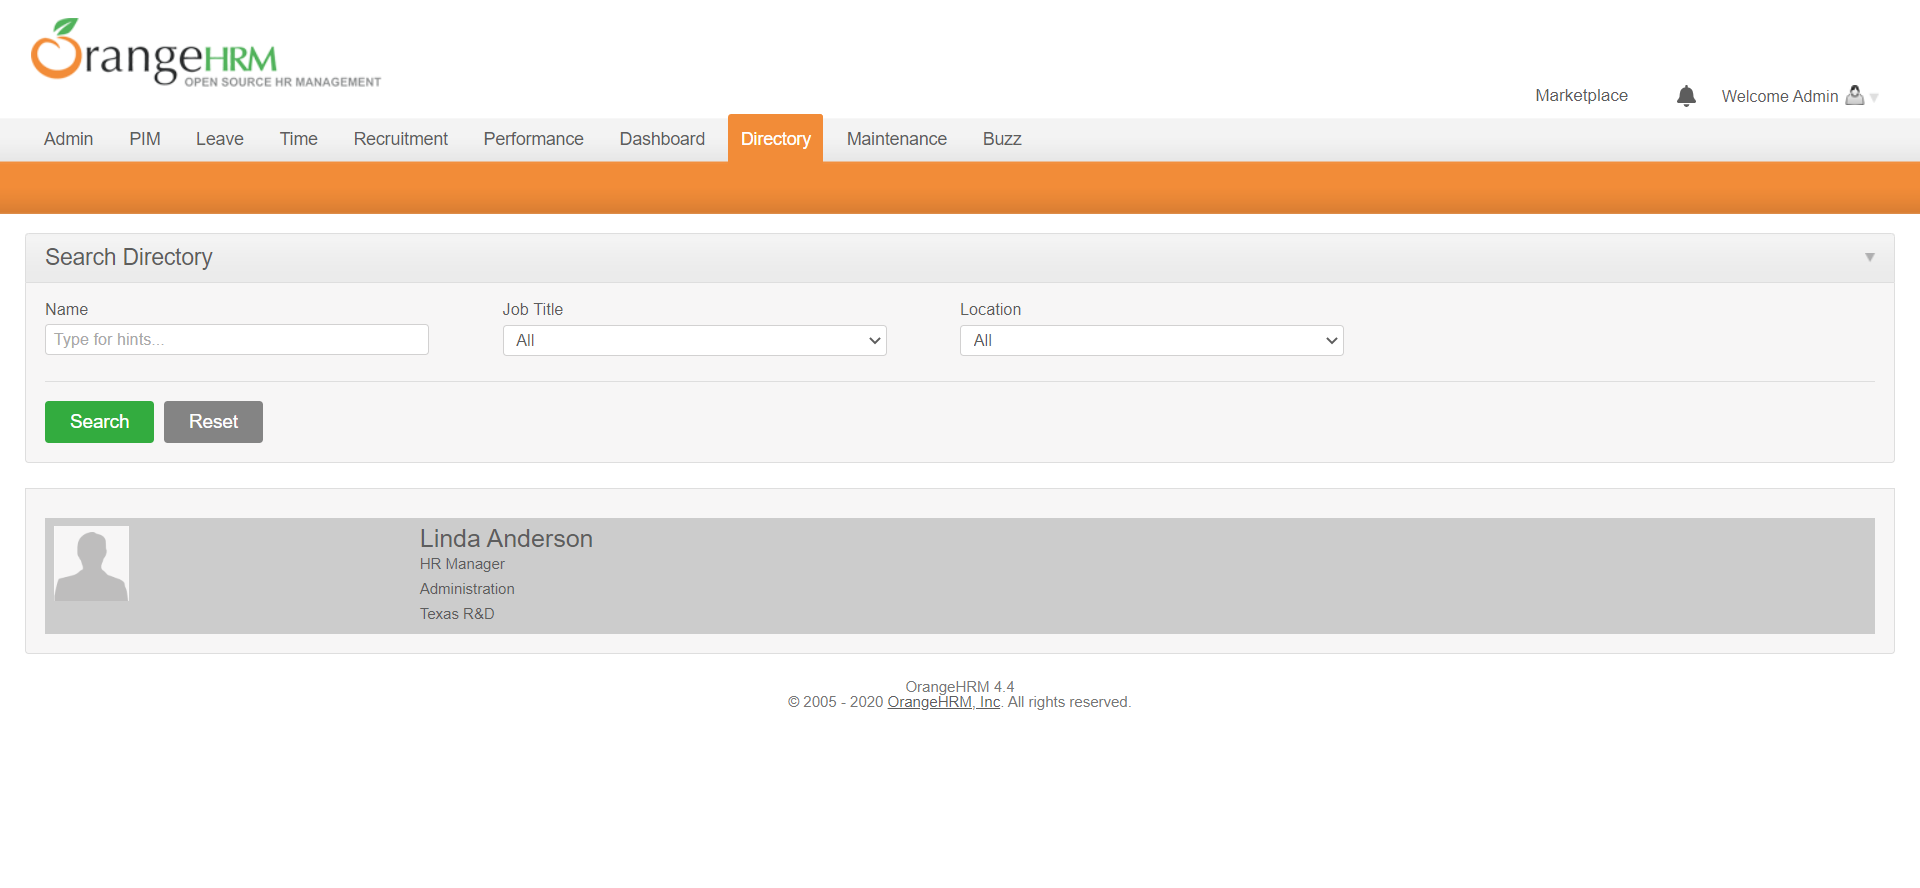 OrangeHRM
OPEN SOURCE HR MANAGEMENT
Marketplace Welcome Admin
Admin PIM Leave Time Recruitment Performance Dashboard Directory Maintenance Buzz
Search Directory
Name Job Title Location
Type for hints... All All
Search Reset
Linda Anderson
HR Manager
Administration
Texas R&D
OrangeHRM 4.4
© 2005 - 2020 OrangeHRM, Inc. All rights reserved.